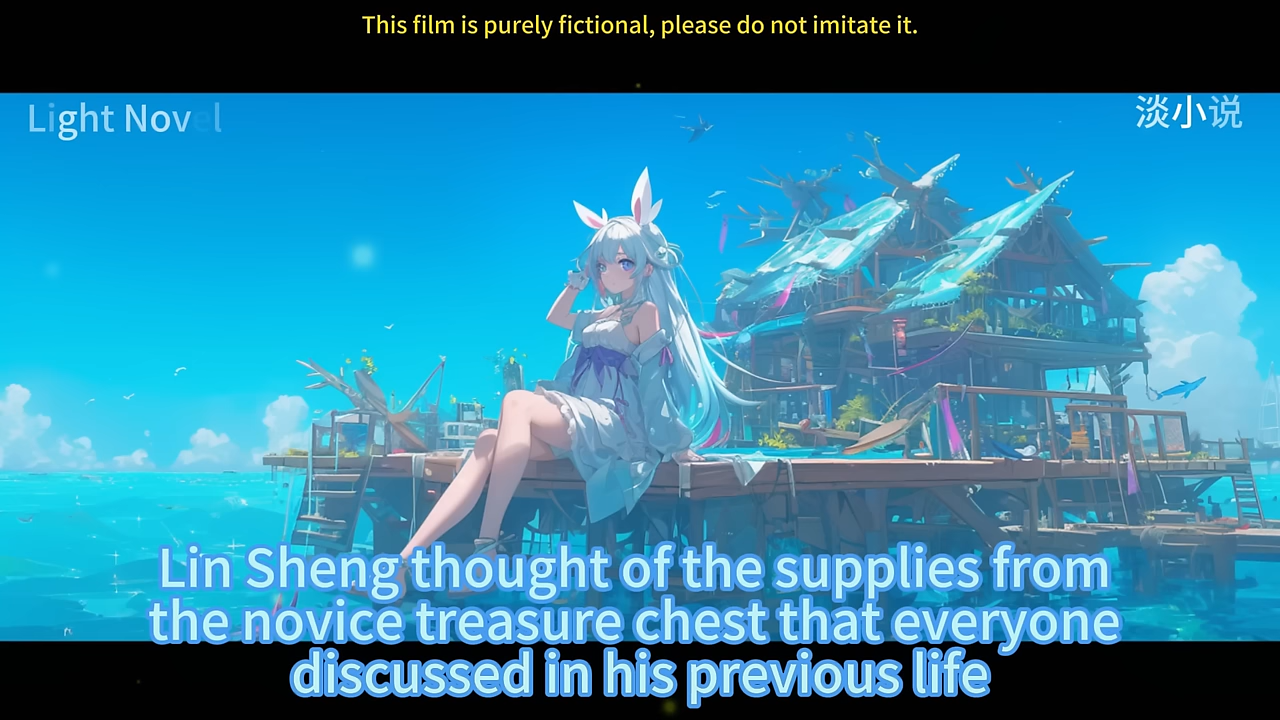 This film is purely fictional, please do not imitate it.
Light Novel
淡小说
Lin Sheng thought of the supplies from
the novice treasure chest that everyone
discussed in his previous life